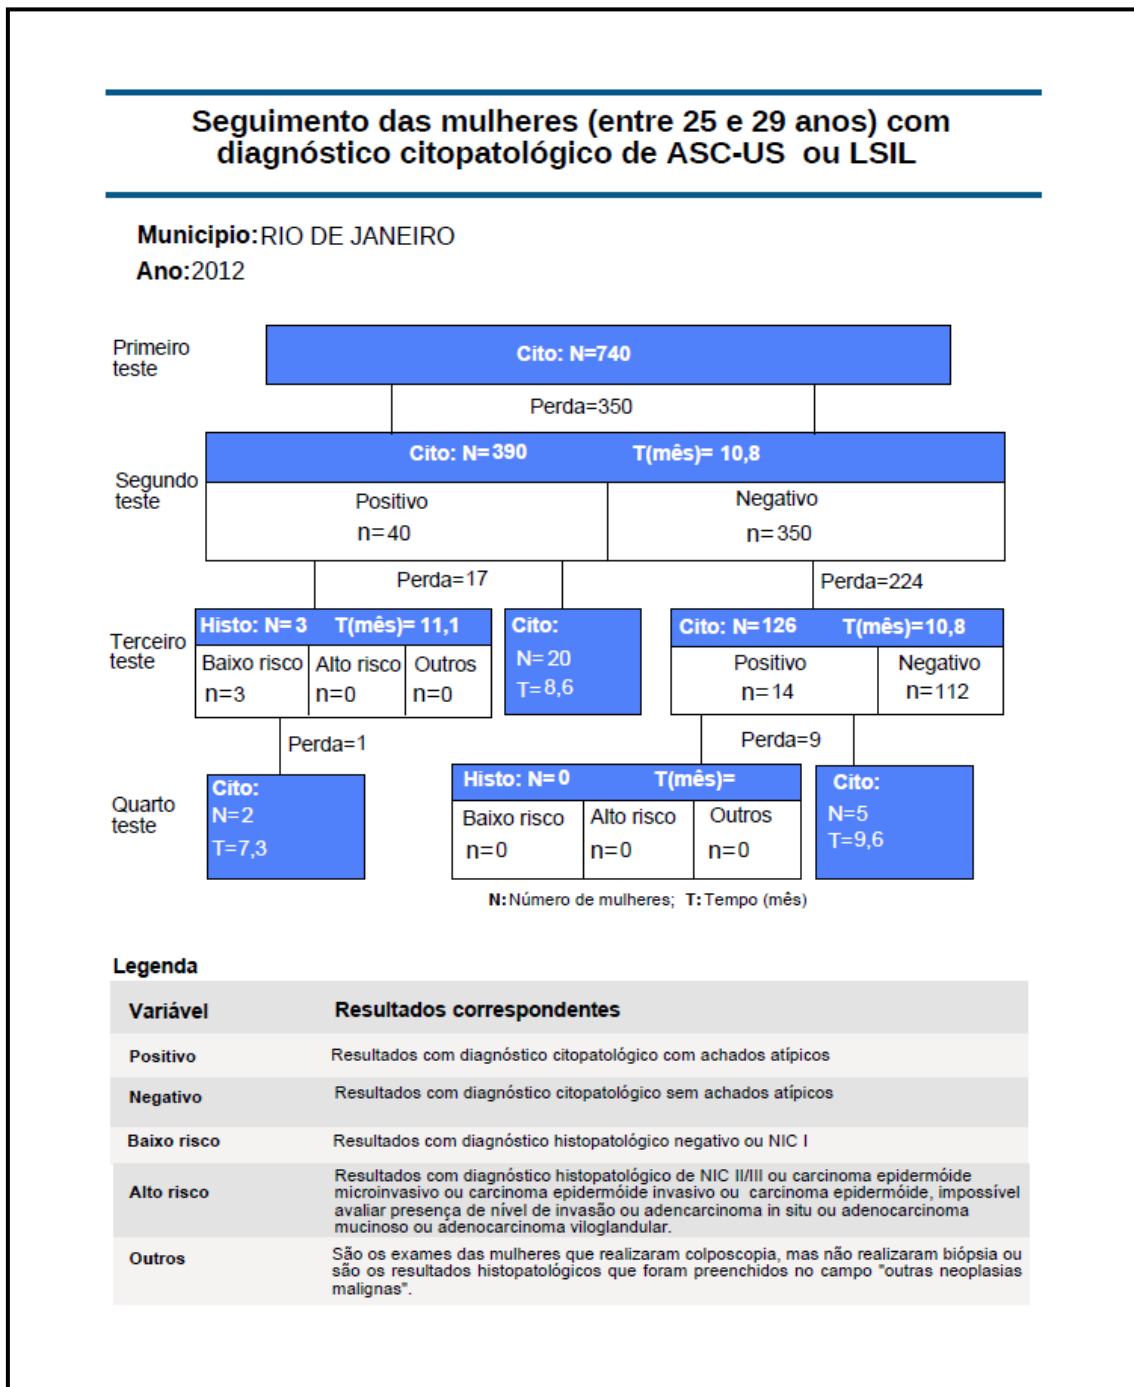 Seguimento das mulheres (entre 25 e 29 anos) com
diagnóstico citopatológico de ASC-US ou LSIL
Municipio: RIO DE JANEIRO
Ano: 2012
Primeiro
teste
Cito: N=740
Perda=350
Segundo
teste
Cito: N= 390 T(mês)= 10,8
Positivo
n= 40
Negativo
n= 350
Perda=17
Perda=224
Terceiro
teste
Histo: N= 3 T(mês)= 11,1
Baixo risco
n=3
Alto risco
n=0
Outros
n=0
Cito:
N= 20
T= 8,6
Cito: N=126 T(mês)=10,8
Positivo
n=14
Negativo
n=112
Perda=1
Perda=9
Quarto
teste
Cito:
N=2
T=7,3
Histo: N= 0 T(mês)=
Baixo risco
n=0
Alto risco
n=0
Outros
n=0
Cito:
N=5
T=9,6
N: Número de mulheres; T: Tempo (mês)
Legenda
Variável Resultados correspondentes
Positivo Resultados com diagnóstico citopatológico com achados atípicos
Negativo Resultados com diagnóstico citopatológico sem achados atípicos
Baixo risco Resultados com diagnóstico histopatológico negativo ou NIC I
Alto risco
Resultados com diagnóstico histopatológico de NIC II/III ou carcinoma epidermóide
microinvasivo ou carcinoma epidermóide invasivo ou carcinoma epidermóide, impossível
avaliar presença de nível de invasão ou adencarcinoma in situ ou adenocarcinoma
mucinoso ou adenocarcinoma viloglandular.
Outros
São os exames das mulheres que realizaram colposcopia, mas não realizaram biópsia ou
são os resultados histopatológicos que foram preenchidos no campo "outras neoplasias
malignas".